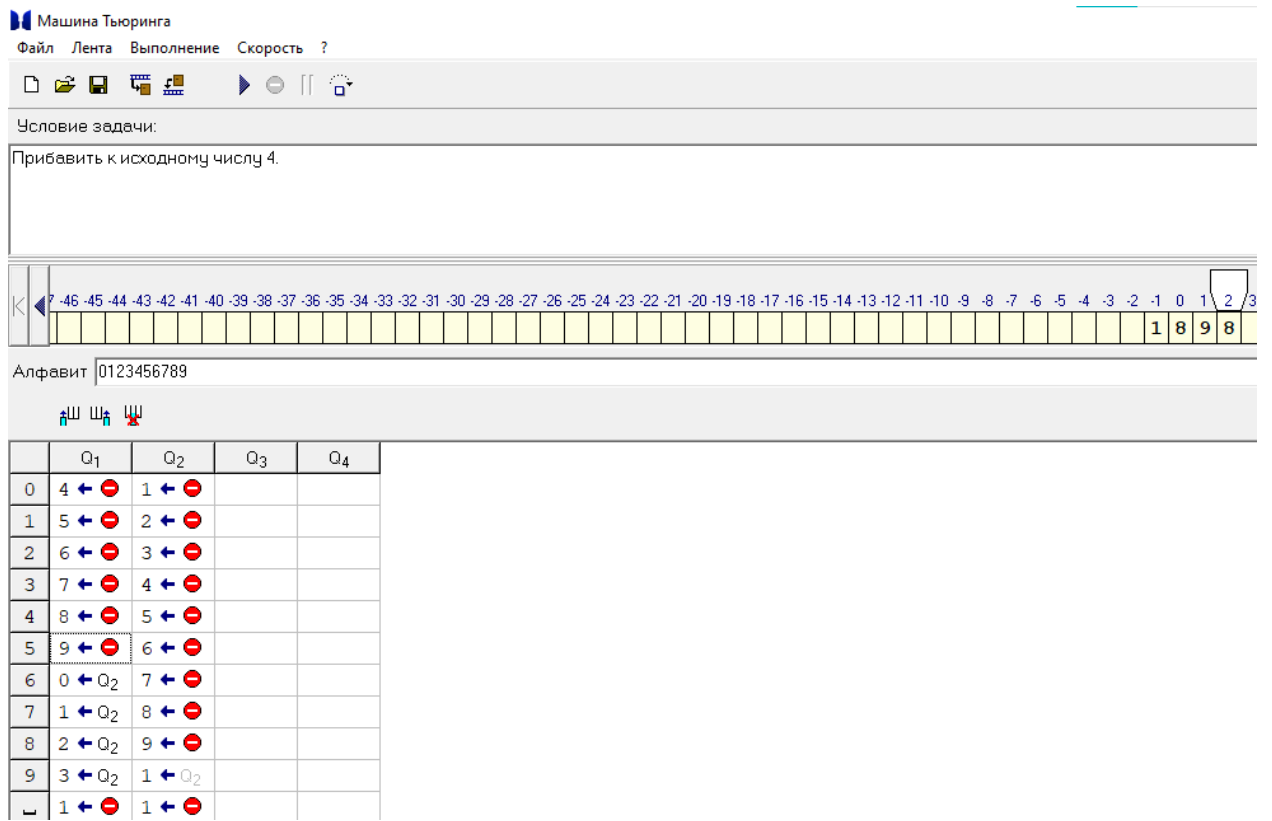 Машина Тьюринга
Файл Лента Выполнение Скорость ?
Условие задачи:
Прибавить к исходному числу 4.
7 -46 -45 -44 -43 -42 -41 -40 -39 -38 -37 -36 -35 -34 -33 -32 -31 -30 -29 -28 -27 -26 -25 -24 -23 -22 -21 -20 -19 -18 -17 -16 -15 -14 -13 -12 -11 -10 -9 -8 -7 -6 -5 -4 -3 -2 -1 0 1 2 3
1 8 9 8
Алфавит 0123456789
Q1 Q2 Q3 Q4
0 4 ← 1 ←
1 5 ← 2 ←
2 6 ← 3 ←
3 7 ← 4 ←
4 8 ← 5 ←
5 9 ← 6 ←
6 0 ← Q2 7 ←
7 1 ← Q2 8 ←
8 2 ← Q2 9 ←
9 3 ← Q2 1 ← Q2
␣ 1 ← 1 ←